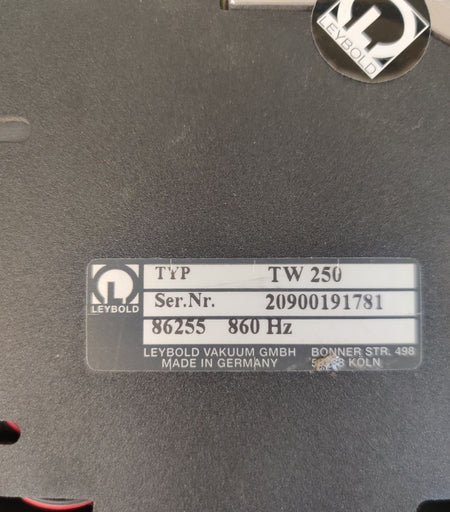 LEYBOLD
TYP TW 250
LEYBOLD
Ser.Nr. 20900191781
86255 860 Hz
LEYBOLD VAKUUM GMBH BONNER STR. 498
MADE IN GERMANY KÖLN